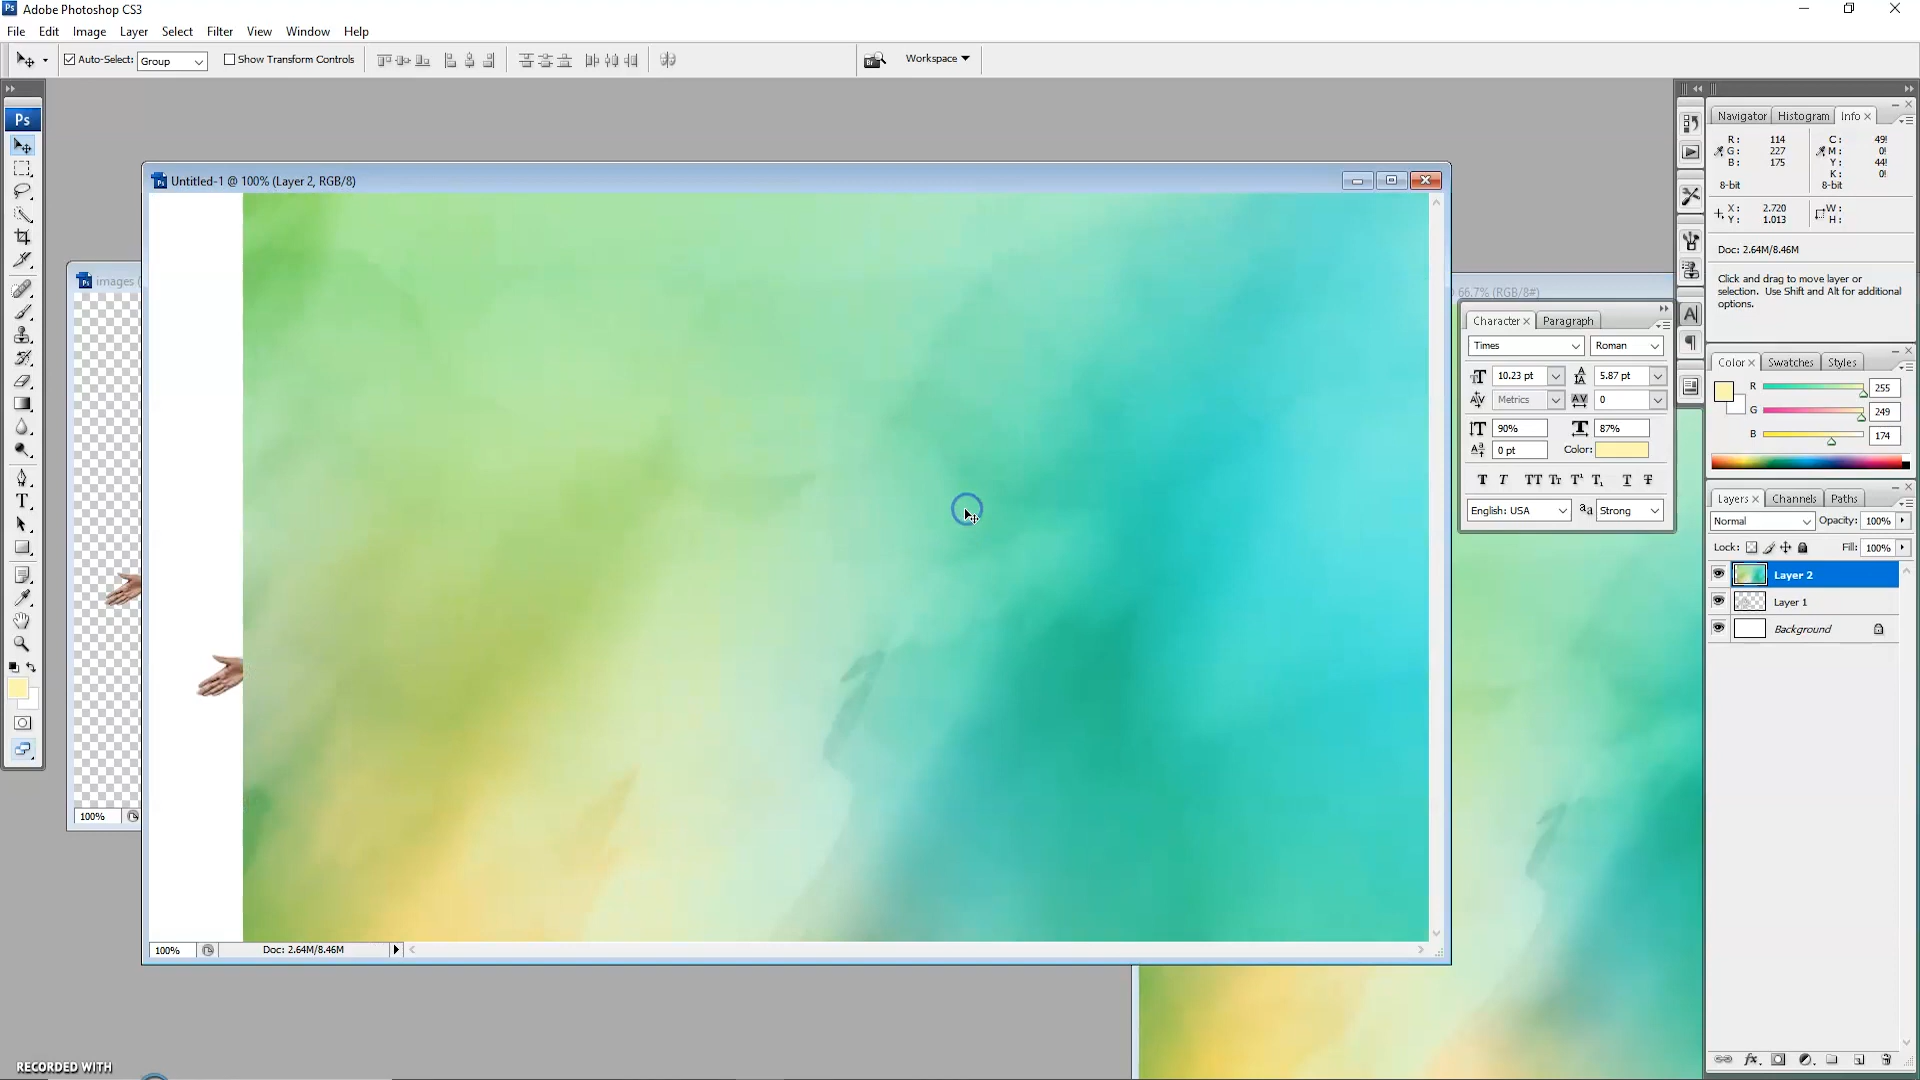 Ps Adobe Photoshop CS3
File Edit Image Layer Select Filter View Window Help
Auto-Select: Group Show Transform Controls Workspace
Ps
Untitled-1 @ 100% (Layer 2, RGB/8)
images (
66.7% (RGB/8#)
100%
100% Doc: 2.64M/8.46M
Character Paragraph
Times Roman
10.23 pt 5.87 pt
Metrics 0
90% 87%
0 pt Color:
English: USA aa Strong
Navigator Histogram Info
R: 114 C: 49!
G: 227 M: 0!
B: 175 Y: 44!
K: 0!
8-bit 8-bit
X: 2.720 W:
Y: 1.013 H:
Doc: 2.64M/8.46M
Click and drag to move layer or
selection. Use Shift and Alt for additional
options.
Color Swatches Styles
R 255
G 249
B 174
Layers Channels Paths
Normal Opacity: 100%
Lock: Fill: 100%
Layer 2
Layer 1
Background
RECORDED WITH